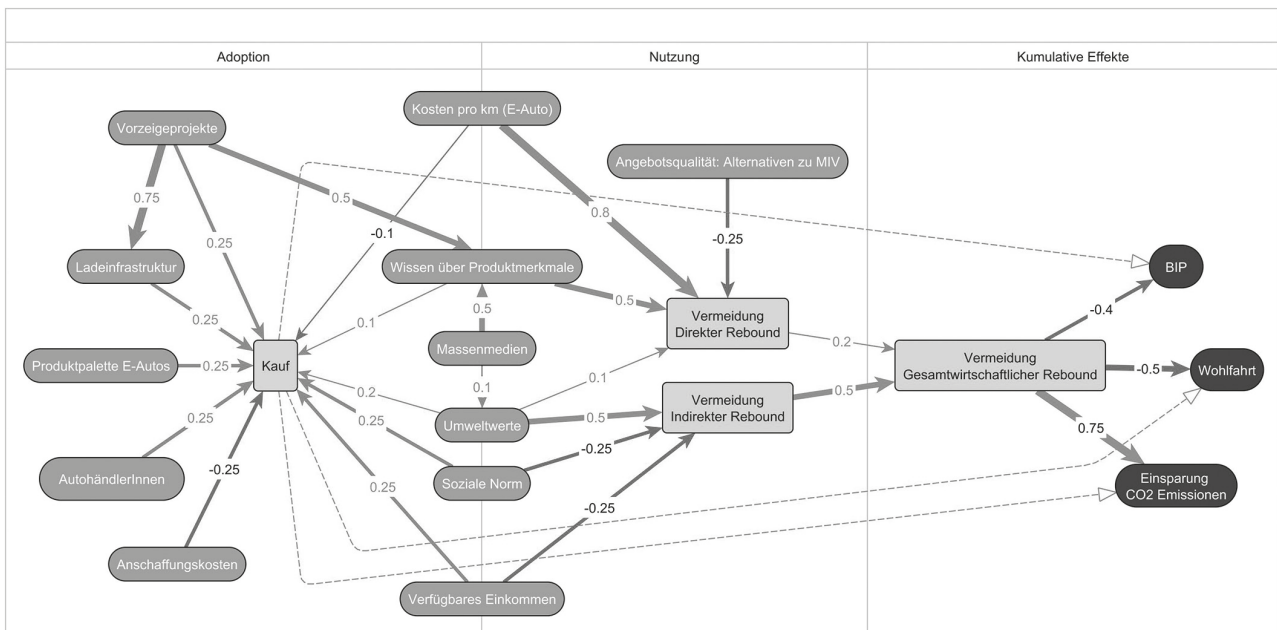 Adoption
Nutzung
Kumulative Effekte
Kosten pro km (E-Auto)
Vorzeigeprojekte
Angebotsqualität: Alternativen zu MIV
0.75
0.5
0.8
0.25
-0.1
-0.25
Ladeinfrastruktur
Wissen über Produktmerkmale
BIP
0.5
0.5
-0.4
0.25
0.1
Vermeidung
Direkter Rebound
0.2
Massenmedien
Produktpalette E-Autos
0.25
Kauf
Vermeidung
Gesamtwirtschaftlicher Rebound
-0.5
Wohlfahrt
0.1
0.1
0.2
0.5
Vermeidung
Indirekter Rebound
0.5
0.25
0.25
Umweltwerte
0.5
0.75
-0.25
-0.25
AutohändlerInnen
Soziale Norm
0.25
Einsparung
CO2 Emissionen
-0.25
Anschaffungskosten
Verfügbares Einkommen